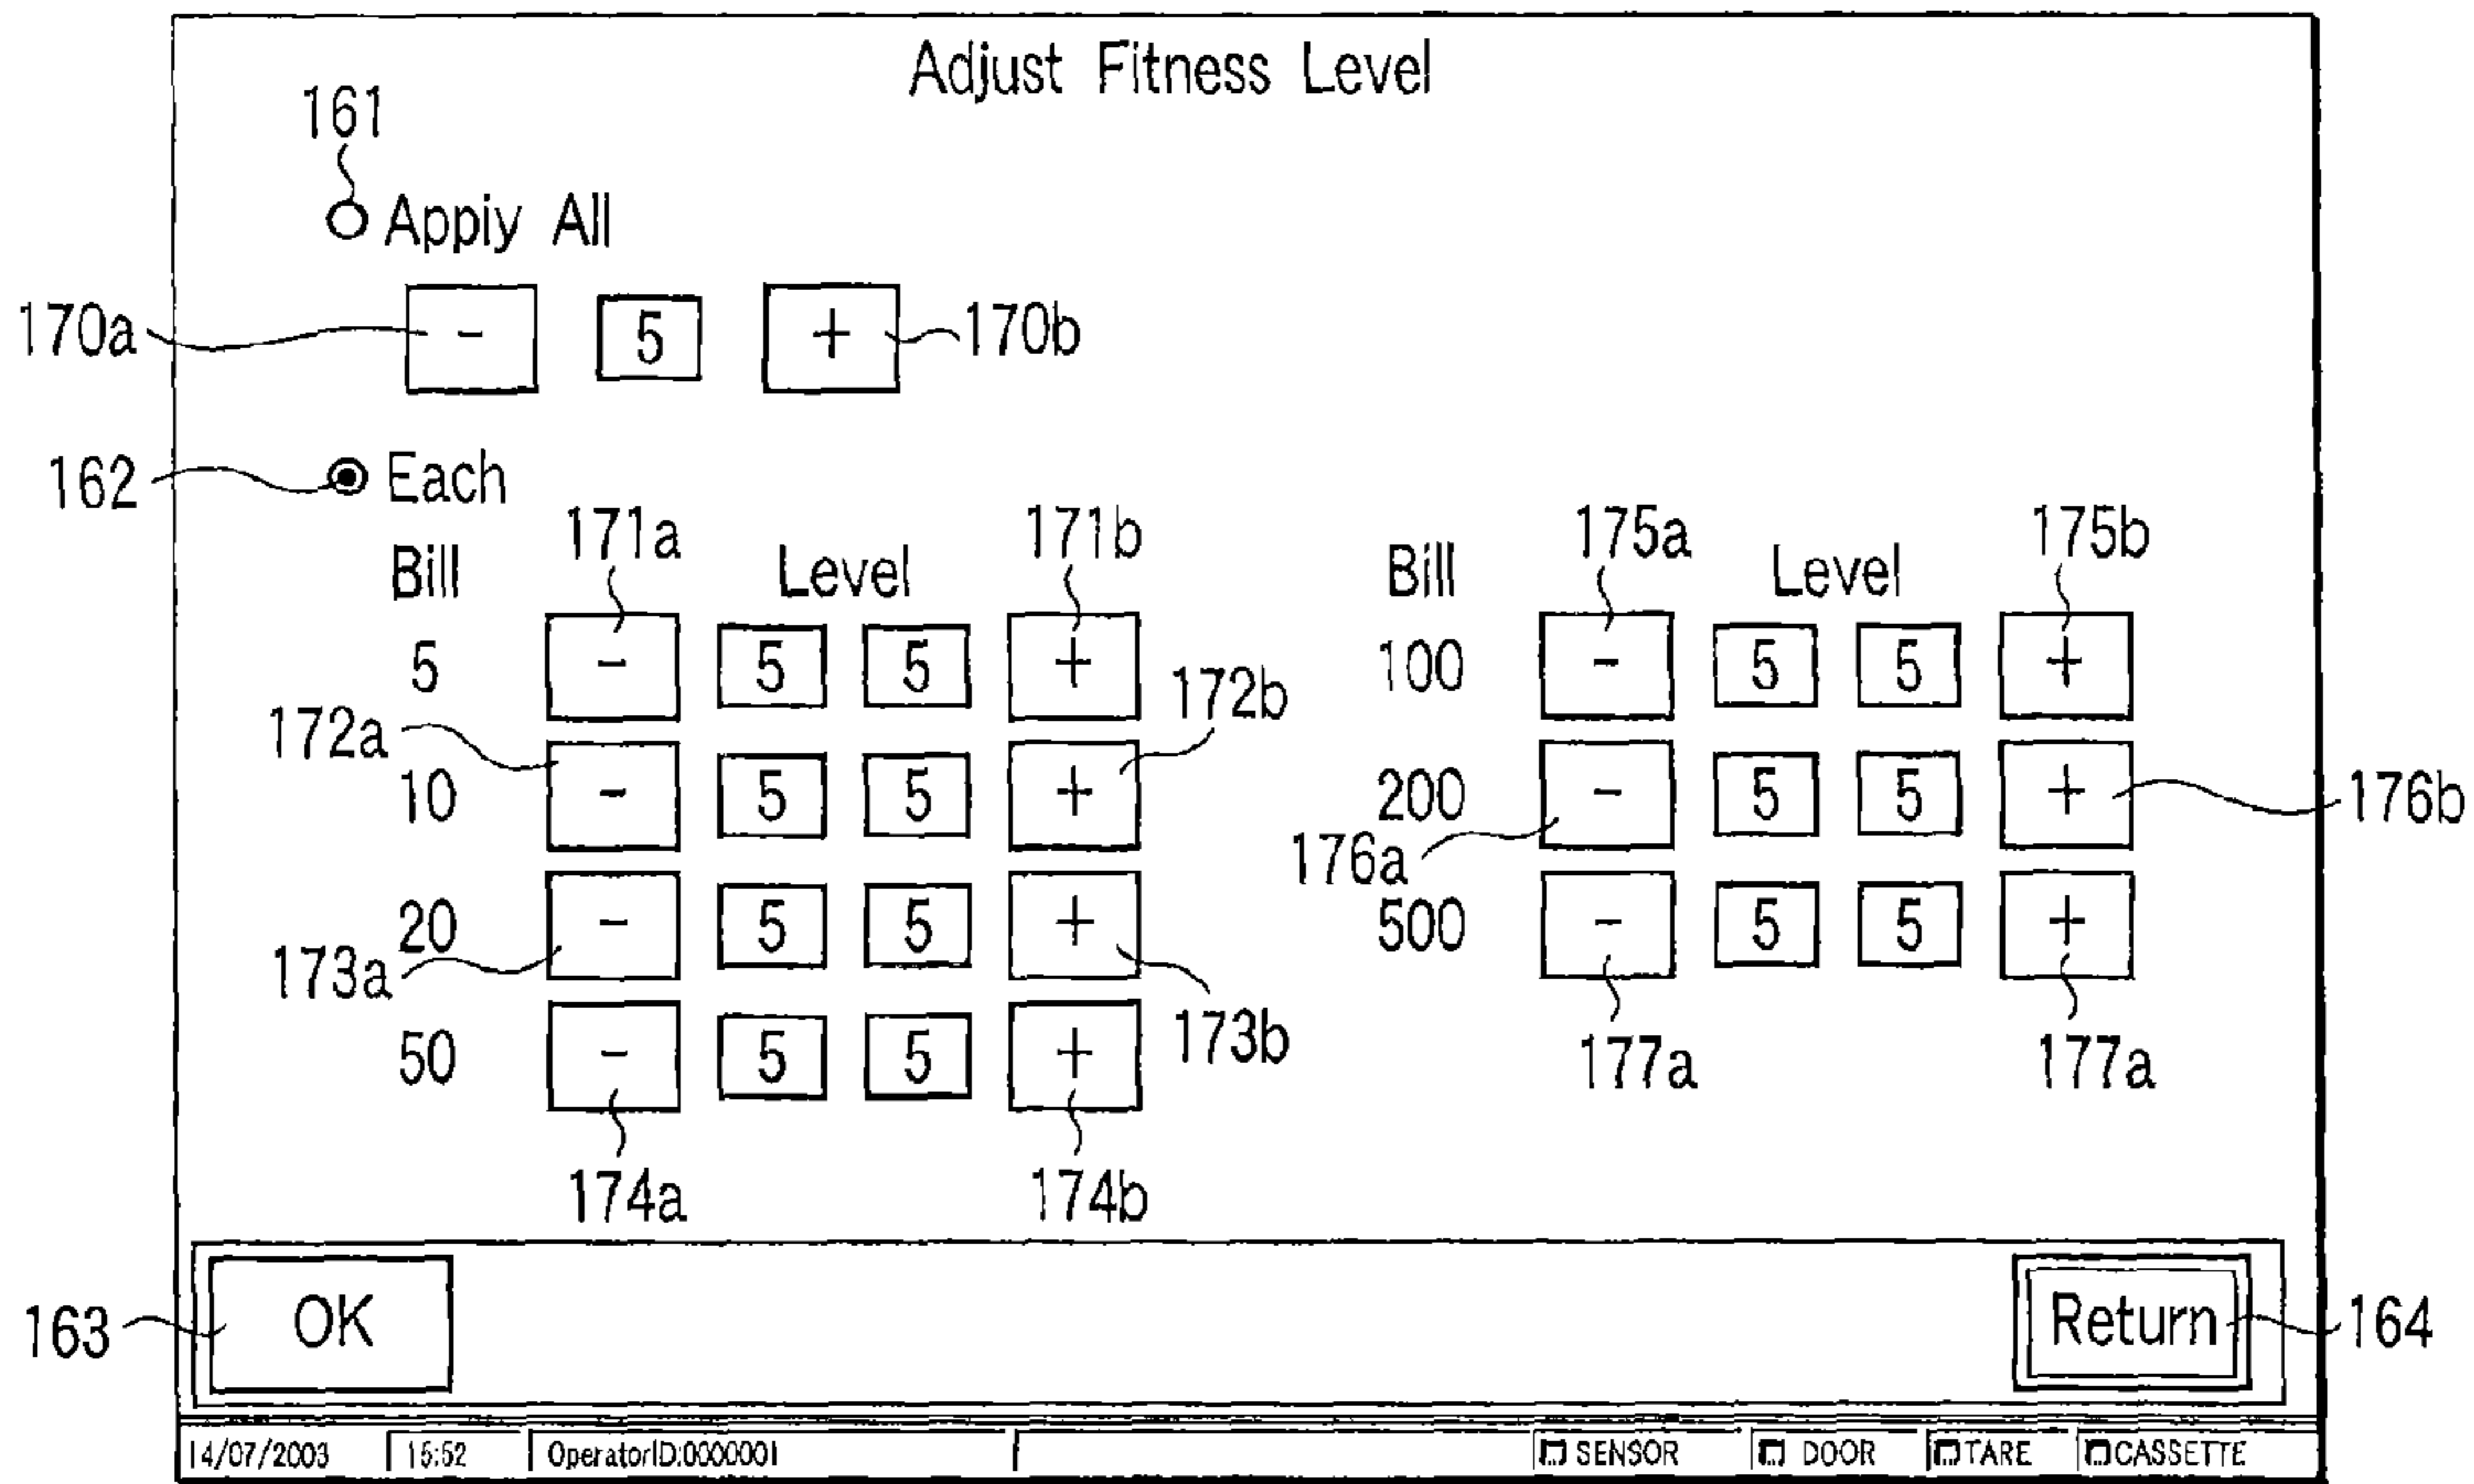 Adjust Fitness Level
161
Appiy All
170a - 5 + 170b
162 Each
171a 171b 175a 175b
Bill Level Bill Level
5 - 5 5 + 100 - 5 5 +
172a 172b
10 - 5 5 + 200 - 5 5 + 176b
176a
20 - 5 5 + 500 - 5 5 +
173a 173b
50 - 5 5 + 177a 177a
174a 174b
163 OK Return 164
14/07/2003 15:52 OperatorID:0000001 SENSOR DOOR TARE CASSETTE